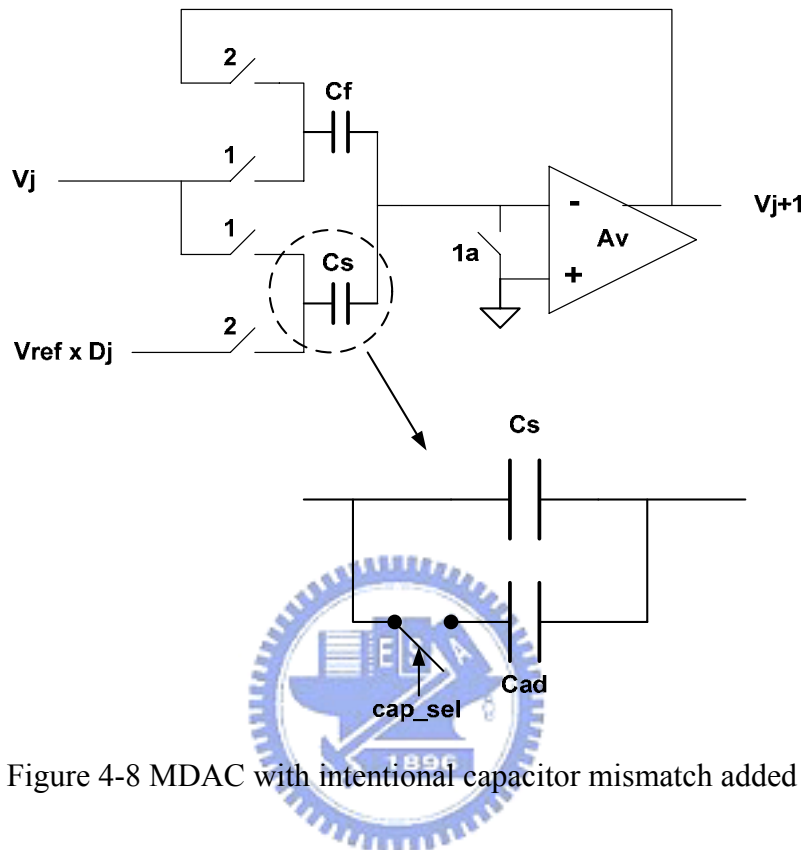 2
Cf
1
Vj
Vj+1
1
-
Av
1a
Cs
+
2
Vref x Dj
Cs
E S A
Cad
cap_sel
1896
Figure 4-8 MDAC with intentional capacitor mismatch added